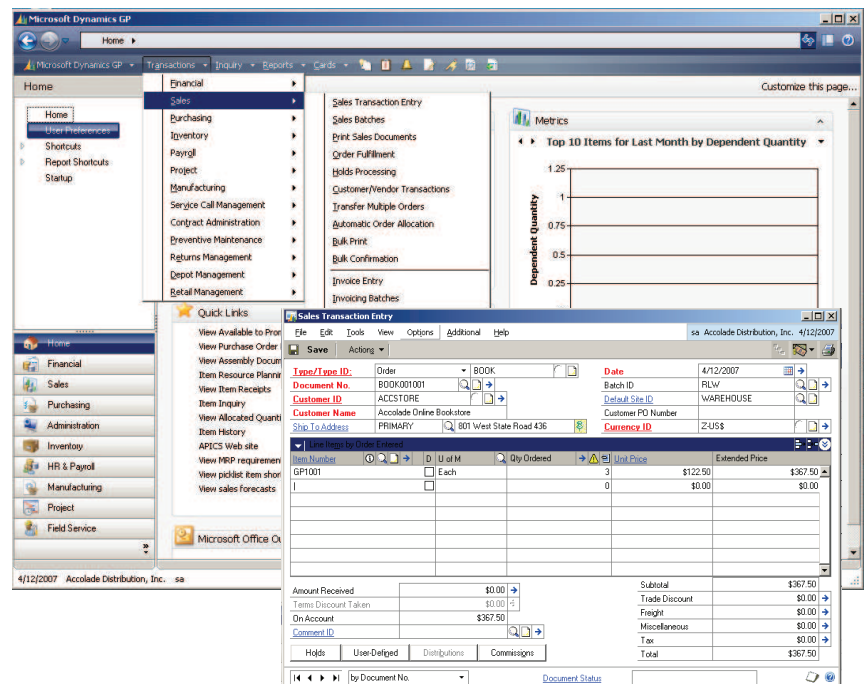 Microsoft Dynamics GP
Home
Microsoft Dynamics GP Transactions Inquiry Reports Cards
Home
Customize this page...
Home
User Preferences
Shortcuts
Report Shortcuts
Startup
Financial
Sales
Purchasing
Inventory
Payroll
Project
Manufacturing
Service Call Management
Contract Administration
Preventive Maintenance
Returns Management
Depot Management
Retail Management
Sales Transaction Entry
Sales Batches
Print Sales Documents
Order Fulfillment
Holds Processing
Customer/Vendor Transactions
Transfer Multiple Orders
Automatic Order Allocation
Bulk Print
Bulk Confirmation
Invoice Entry
Invoicing Batches
Metrics
Top 10 Items for Last Month by Dependent Quantity
1.25
1
0.75
0.5
0.25
Dependent Quantity
Quick Links
View Available to Pro
View Purchase Order
View Assembly Docum
Item Resource Plannin
View Item Receipts
Item Inquiry
View Allocated Quanti
Item History
APICS Web site
View MRP requiremen
View picklist item shor
View sales forecasts
Microsoft Office Ou
Home
Financial
Sales
Purchasing
Administration
Inventory
HR & Payroll
Manufacturing
Project
Field Service
4/12/2007 Accolade Distribution, Inc. sa
Sales Transaction Entry
File Edit Tools View Options Additional Help
sa Accolade Distribution, Inc. 4/12/2007
Save Actions
Type/Type ID: Order BOOK Date 4/12/2007
Document No. BOOK001001 Batch ID RLW
Customer ID ACCSTORE Default Site ID WAREHOUSE
Customer Name Accolade Online Bookstore Customer PO Number
Ship To Address PRIMARY 801 West State Road 436 Currency ID Z-US$
Line Items by Order Entered
Item Number D U of M Qty Ordered Unit Price Extended Price
GP1001 Each 3 $122.50 $367.50
0 $0.00 $0.00
Amount Received $0.00
Terms Discount Taken $0.00
On Account $367.50
Comment ID
Subtotal $367.50
Trade Discount $0.00
Freight $0.00
Miscellaneous $0.00
Tax $0.00
Total $367.50
Holds User-Defined Distributions Commissions
by Document No. Document Status